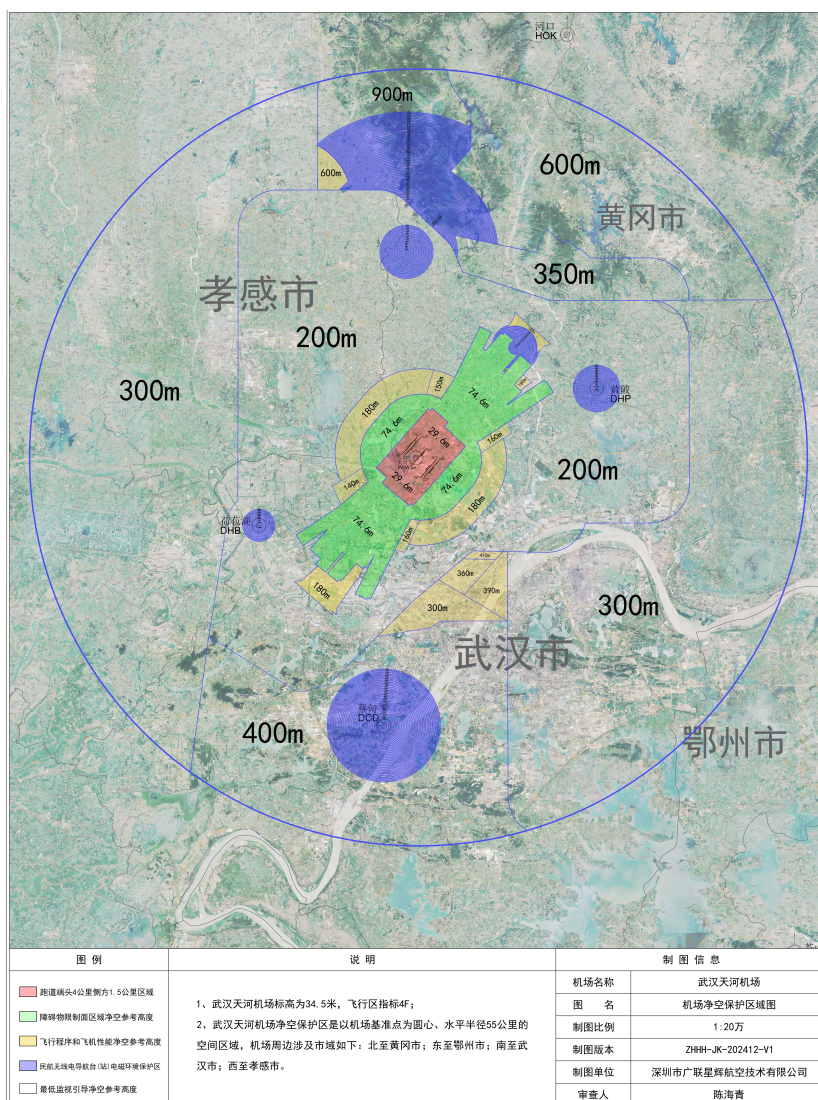 河口
HOK
900m
600m
600m
黄冈市
350m
孝感市
200m
300m
150m
180m
74.6m
黄陂
DHP
74.6m
29.6m
160m
200m
140m
29.6m
74.6m
180m
DHB
74.6m
160m
410m
360m
180m
390m
300m
300m
武汉市
蔡甸
DCD
400m
鄂州市
图 例
跑道端头4公里侧方1.5公里区域
障碍物限制面区域净空参考高度
飞行程序和飞机性能净空参考高度
民航无线电导航台(站)电磁环境保护区
最低监视引导净空参考高度
说 明
1、武汉天河机场标高为34.5米，飞行区指标4F；
2、武汉天河机场净空保护区是以机场基准点为圆心、水平半径55公里的
空间区域，机场周边涉及市域如下：北至黄冈市；东至鄂州市；南至武
汉市；西至孝感市。
制 图 信 息
机场名称 武汉天河机场
图 名 机场净空保护区域图
制图比例 1:20万
制图版本 ZHHH-JK-202412-V1
制图单位 深圳市广联星辉航空技术有限公司
审查人 陈海青